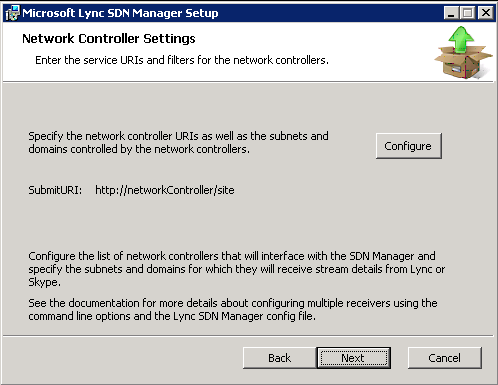 Microsoft Lync SDN Manager Setup
Network Controller Settings
Enter the service URIs and filters for the network controllers.
Specify the network controller URIs as well as the subnets and
domains controlled by the network controllers.
Configure
SubmitURI: http://networkController/site
Configure the list of network controllers that will interface with the SDN Manager and
specify the subnets and domains for which they will receive stream details from Lync or
Skype.
See the documentation for more details about configuring multiple receivers using the
command line options and the Lync SDN Manager config file.
Back Next Cancel